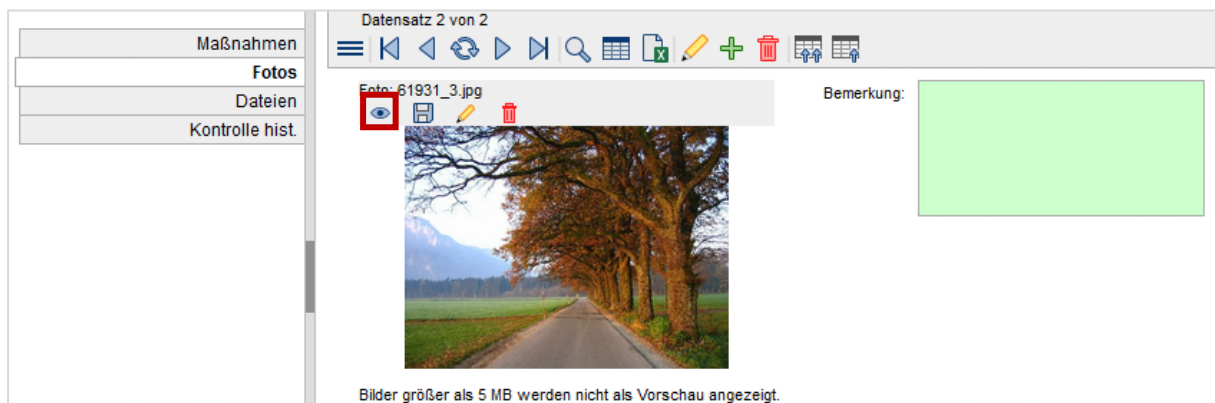 Maßnahmen
Fotos
Dateien
Kontrolle hist.
Datensatz 2 von 2
Foto: 61931_3.jpg
Bemerkung:
Bilder größer als 5 MB werden nicht als Vorschau angezeigt.